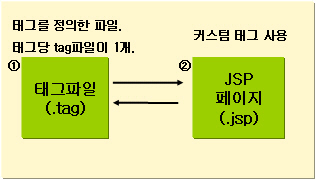 태그를 정의한 파일.
태그당 tag파일이 1개.
커스텀 태그 사용
①
태그파일
(.tag)
②
JSP
페이지
(.jsp)